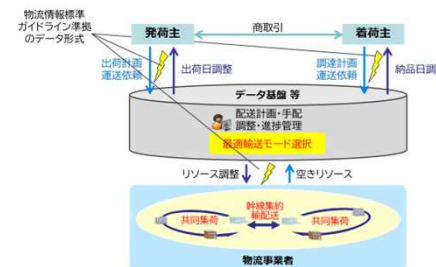 物流情報標準
ガイドライン準拠
のデータ形式
発荷主
商取引
着荷主
出荷計画
運送依頼
出荷日調整
調達計画
運送依頼
納品日調
データ基盤 等
配送計画・手配
調整・進捗管理
最適輸送モード選択
リソース調整
空きリソース
幹線集約
輸配送
共同集荷
共同集荷
物流事業者